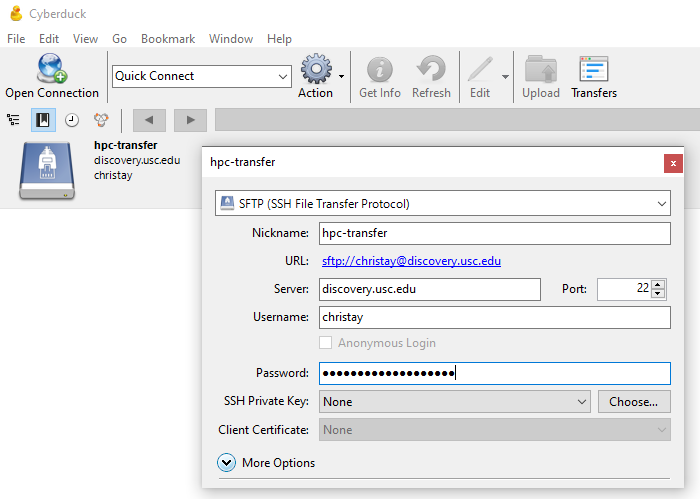 Cyberduck
File Edit View Go Bookmark Window Help
Open Connection Quick Connect Action Get Info Refresh Edit Upload Transfers
hpc-transfer
discovery.usc.edu
christay
hpc-transfer x
SFTP (SSH File Transfer Protocol)
Nickname: hpc-transfer
URL: sftp://christay@discovery.usc.edu
Server: discovery.usc.edu Port: 22
Username: christay
Anonymous Login
Password: ●●●●●●●●●●●●●●●●●●●
SSH Private Key: None Choose...
Client Certificate: None
More Options